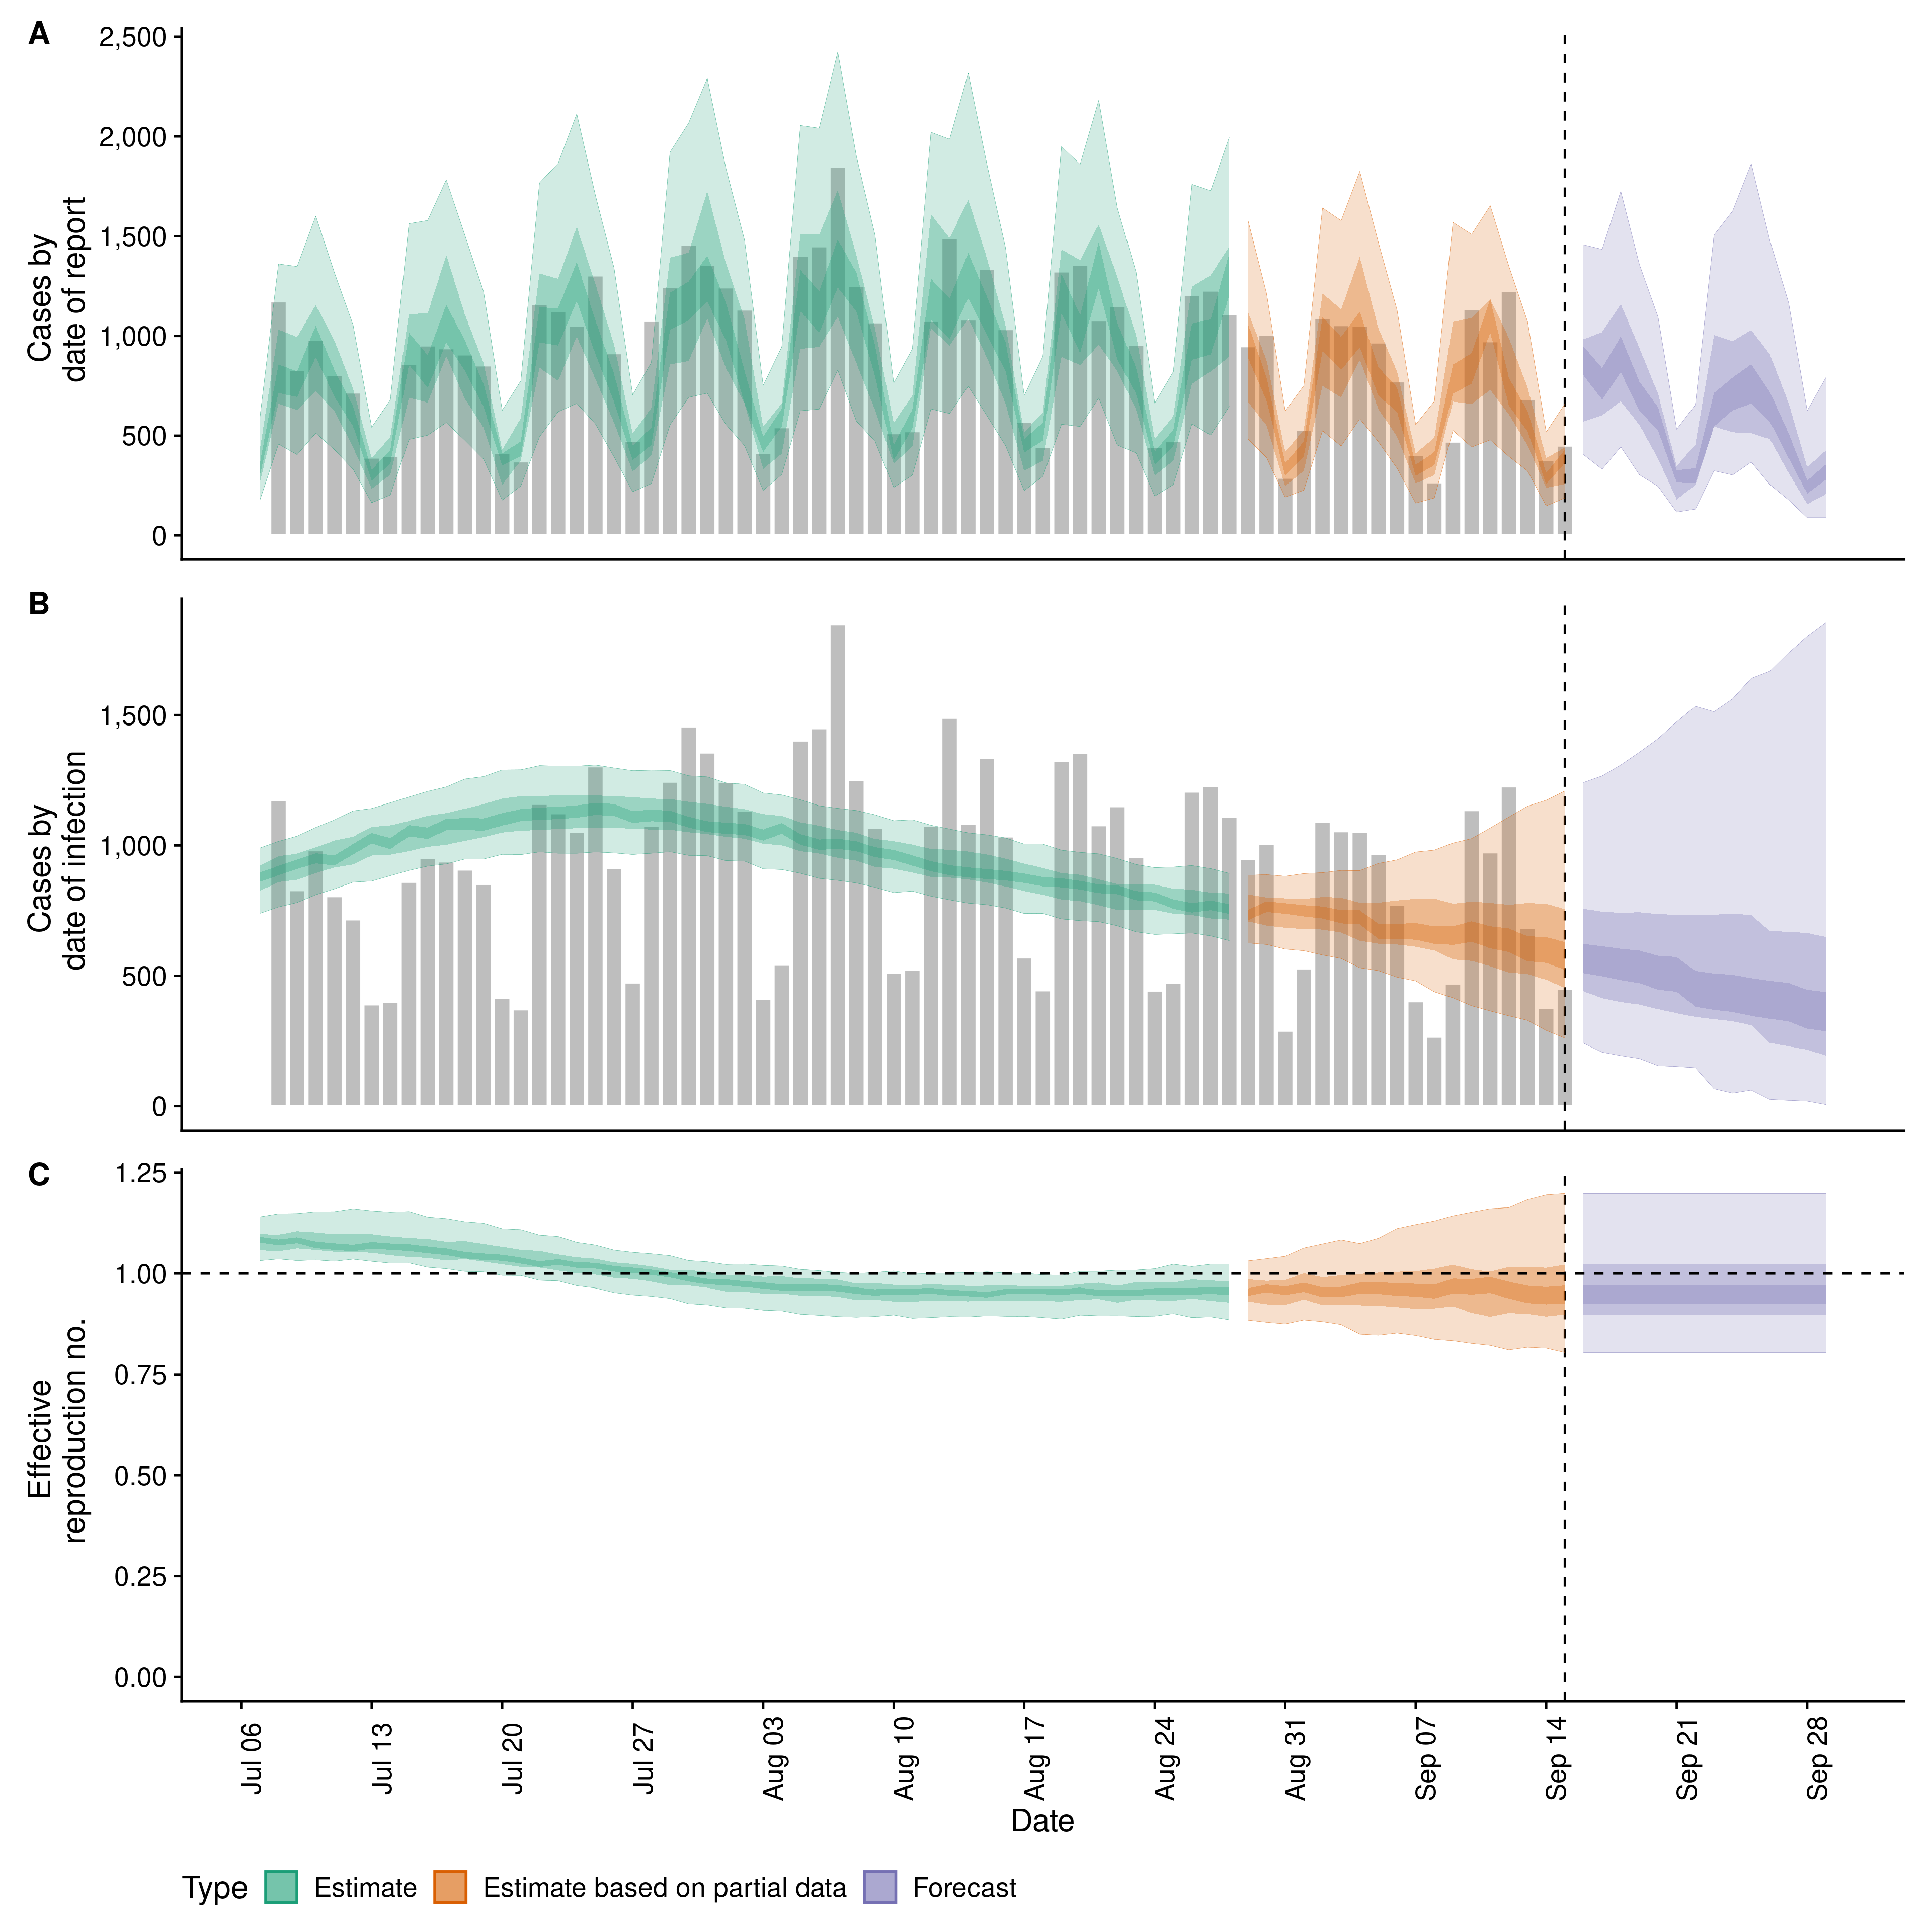 A
2,500
2,000
1,500
1,000
500
0
Cases by
date of report
B
1,500
1,000
500
0
Cases by
date of infection
C
1.25
1.00
0.75
0.50
0.25
0.00
Effective
reproduction no.
Jul 06
Jul 13
Jul 20
Jul 27
Aug 03
Aug 10
Aug 17
Aug 24
Aug 31
Sep 07
Sep 14
Sep 21
Sep 28
Date
Type Estimate Estimate based on partial data Forecast